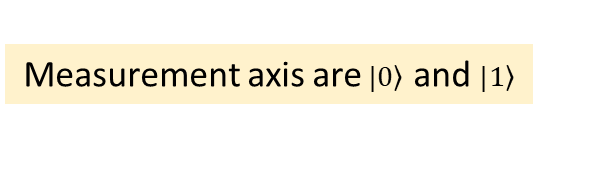 Measurement axis are |0⟩ and |1⟩